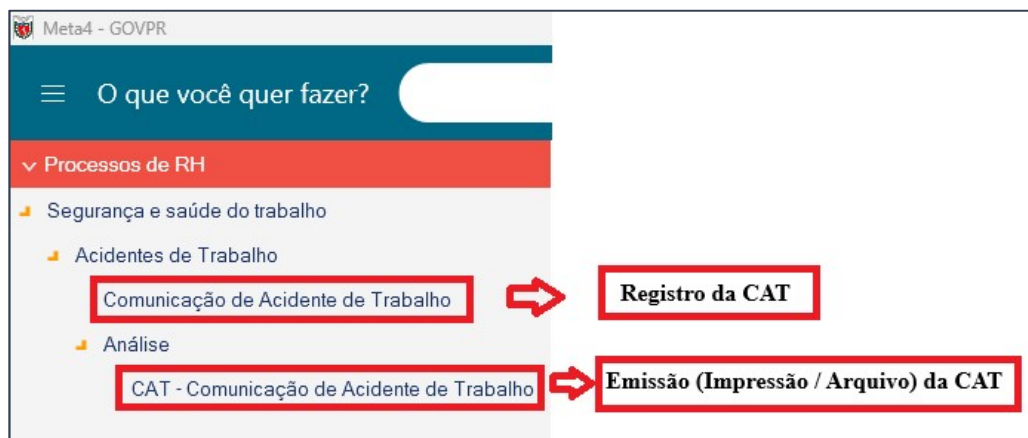 Meta4 - GOVPR
O que você quer fazer?
Processos de RH
Segurança e saúde do trabalho
Acidentes de Trabalho
Comunicação de Acidente de Trabalho
Registro da CAT
Análise
CAT - Comunicação de Acidente de Trabalho
Emissão (Impressão / Arquivo) da CAT